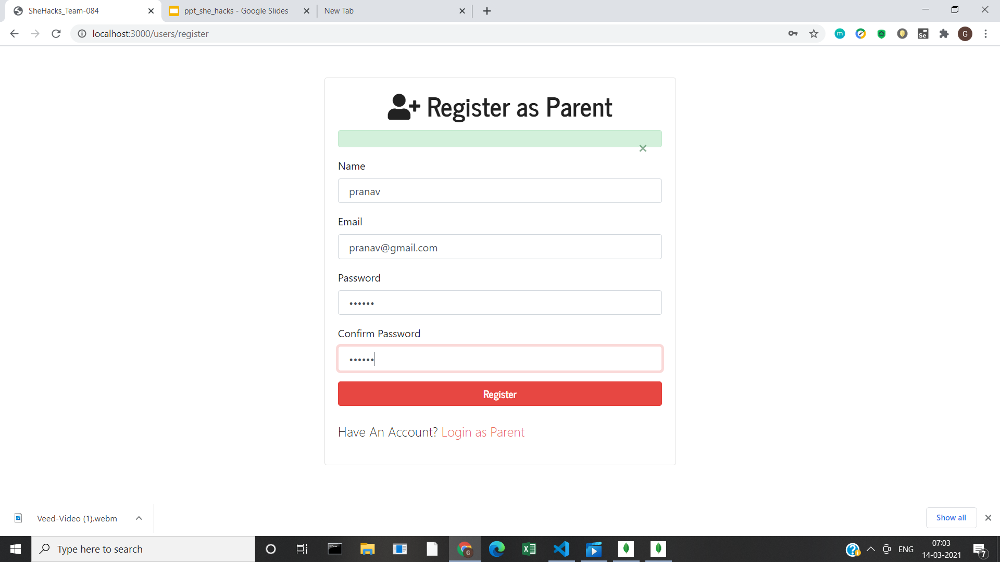 SheHacks_Team-084
ppt_she_hacks - Google Slides
New Tab
localhost:3000/users/register
m
Se
G
Register as Parent
Name
pranav
Email
pranav@gmail.com
Password
••••••
Confirm Password
••••••
Register
Have An Account? Login as Parent
Veed-Video (1).webm
Show all
Type here to search
G
ENG
07:03
14-03-2021
7